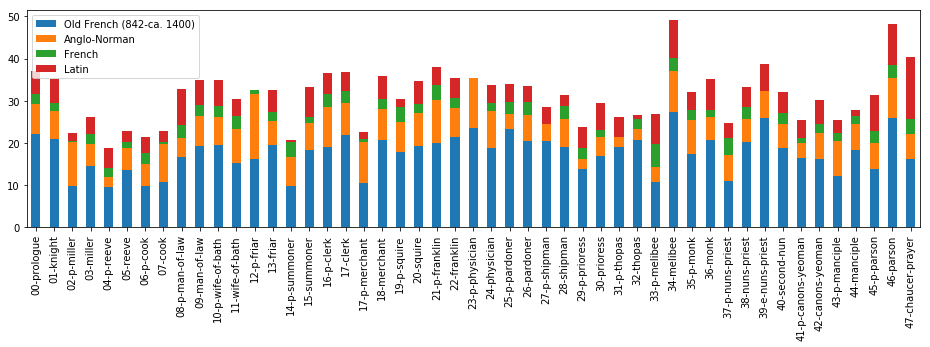 50
40
30
20
10
0
Old French (842-ca. 1400)
Anglo-Norman
French
Latin
00-prologue
01-knight
02-p-miller
03-miller
04-p-reeve
05-reeve
06-p-cook
07-cook
08-p-man-of-law
09-man-of-law
10-p-wife-of-bath
11-wife-of-bath
12-p-friar
13-friar
14-p-summoner
15-summoner
16-p-clerk
17-clerk
17-p-merchant
18-merchant
19-p-squire
20-squire
21-p-franklin
22-franklin
23-p-physician
24-physician
25-p-pardoner
26-pardoner
27-p-shipman
28-shipman
29-p-prioress
30-prioress
31-p-thopas
32-thopas
33-p-melibee
34-melibee
35-p-monk
36-monk
37-p-nuns-priest
38-nuns-priest
39-e-nuns-priest
40-second-nun
41-p-canons-yeoman
42-canons-yeoman
43-p-manciple
44-manciple
45-p-parson
46-parson
47-chaucer-prayer